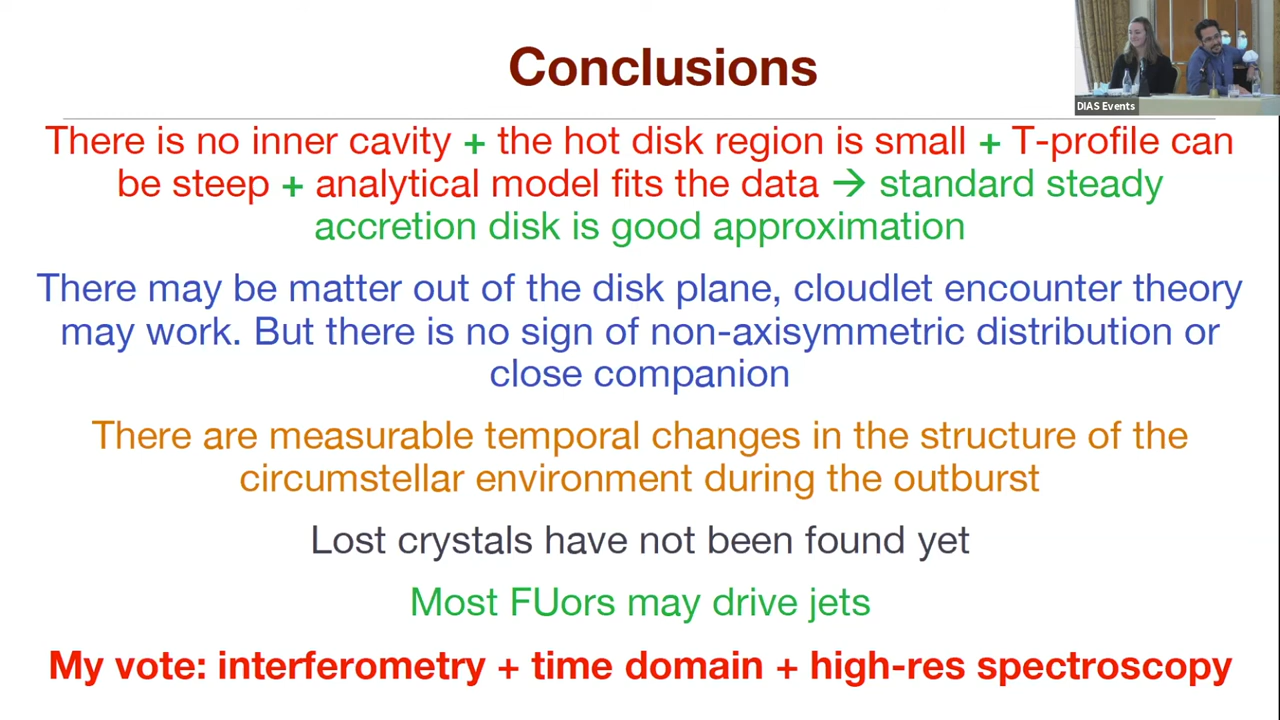 Conclusions
DIAS Events
There is no inner cavity + the hot disk region is small + T-profile can
be steep + analytical model fits the data → standard steady
accretion disk is good approximation
There may be matter out of the disk plane, cloudlet encounter theory
may work. But there is no sign of non-axisymmetric distribution or
close companion
There are measurable temporal changes in the structure of the
circumstellar environment during the outburst
Lost crystals have not been found yet
Most FUors may drive jets
My vote: interferometry + time domain + high-res spectroscopy